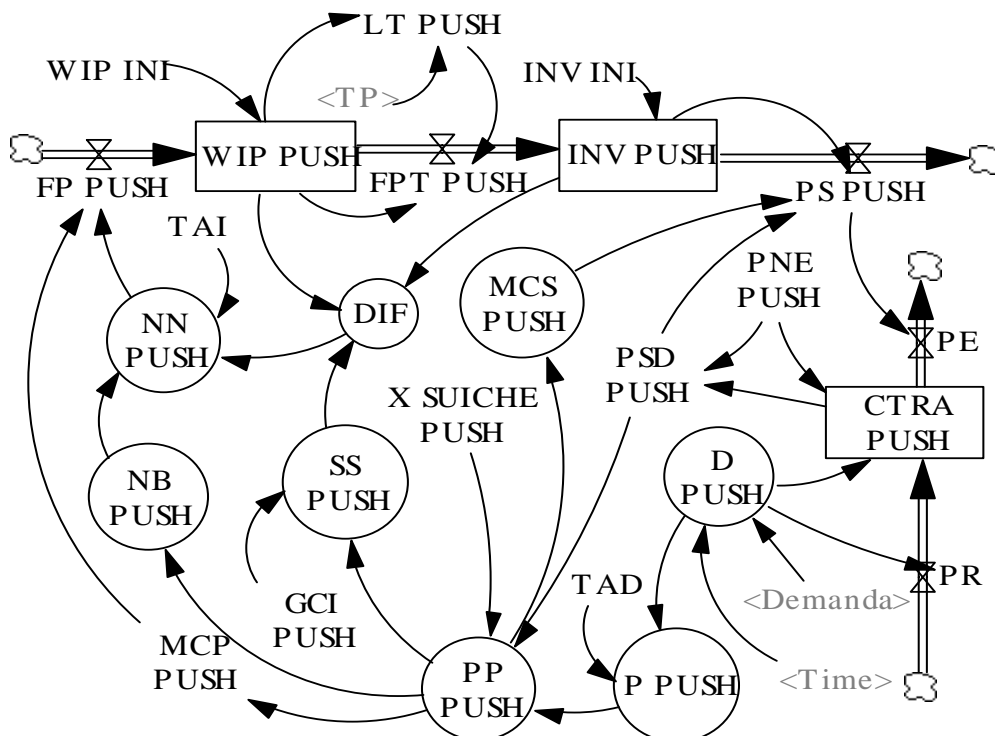 LT PUSH
WIP INI
<TP>
INV INI
WIP PUSH
INV PUSH
FP PUSH
FPT PUSH
PS PUSH
TAI
NN
PUSH
DIF
MCS
PUSH
PNE
PUSH
PE
PSD
PUSH
X SUICHE
PUSH
CTRA
PUSH
NB
PUSH
SS
PUSH
D
PUSH
PR
TAD
<Demanda>
GCI
PUSH
MCP
PUSH
PP
PUSH
P PUSH
<Time>